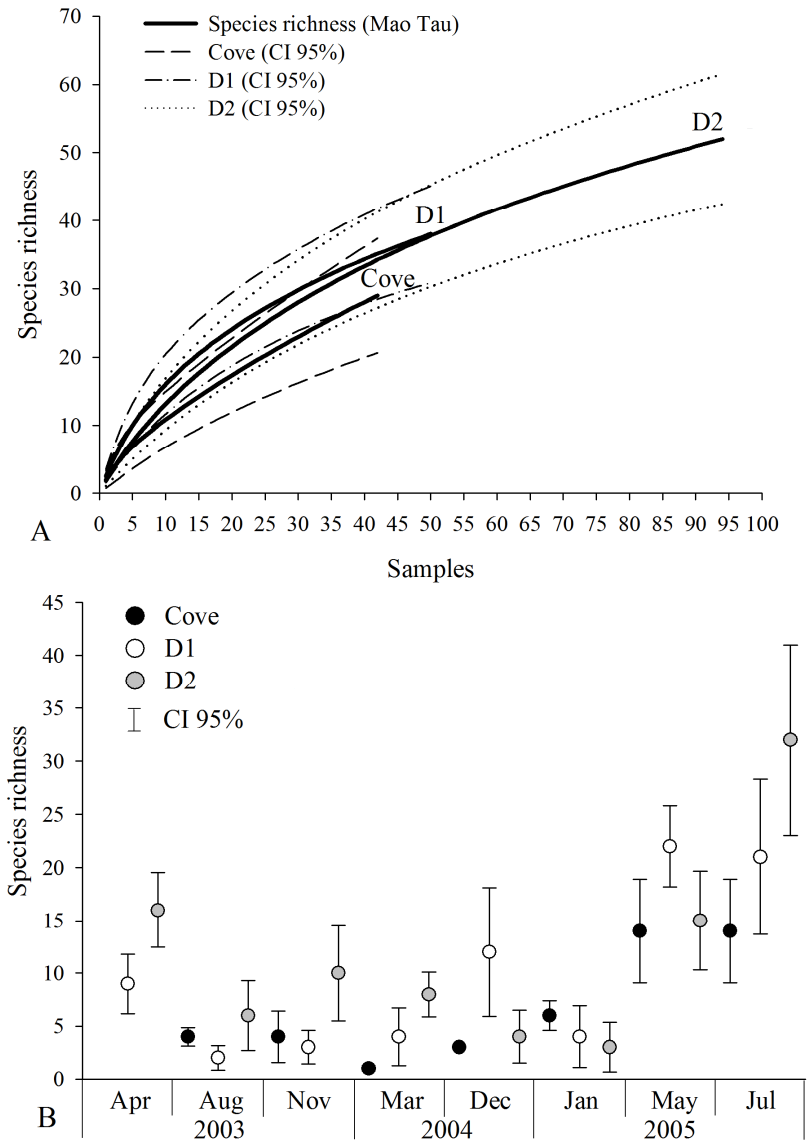 70
60
50
40
30
20
10
0
Species richness
Species richness (Mao Tau)
Cove (CI 95%)
D1 (CI 95%)
D2 (CI 95%)
D2
D1
Cove
0 5 10 15 20 25 30 35 40 45 50 55 60 65 70 75 80 85 90 95 100
A
Samples
45
40
35
30
25
20
15
10
5
0
Species richness
Cove
D1
D2
CI 95%
Apr Aug Nov Mar Dec Jan May Jul
2003 2004 2005
B